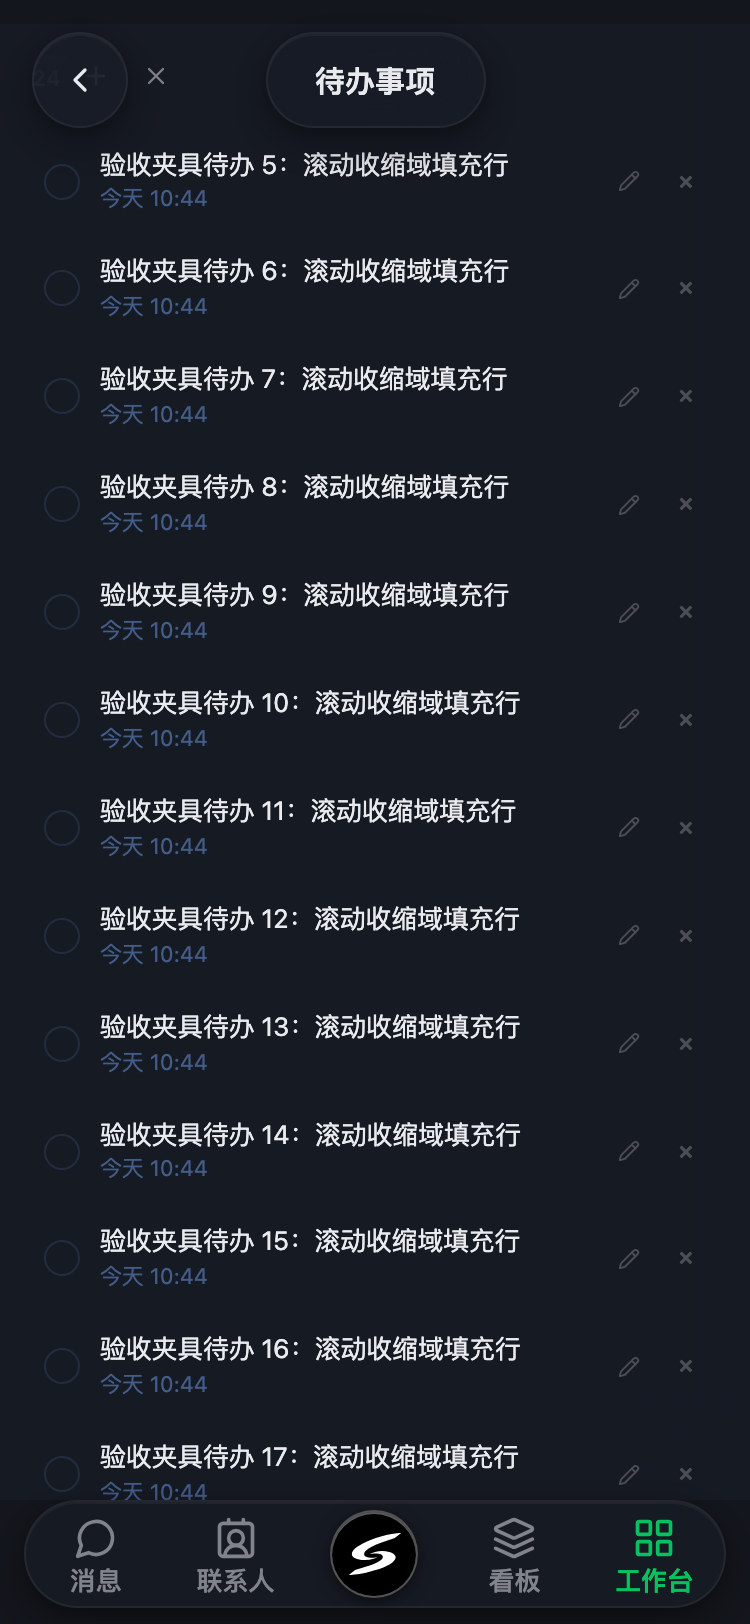 24
待办事项
验收夹具待办 5：滚动收缩域填充行
今天 10:44
验收夹具待办 6：滚动收缩域填充行
今天 10:44
验收夹具待办 7：滚动收缩域填充行
今天 10:44
验收夹具待办 8：滚动收缩域填充行
今天 10:44
验收夹具待办 9：滚动收缩域填充行
今天 10:44
验收夹具待办 10：滚动收缩域填充行
今天 10:44
验收夹具待办 11：滚动收缩域填充行
今天 10:44
验收夹具待办 12：滚动收缩域填充行
今天 10:44
验收夹具待办 13：滚动收缩域填充行
今天 10:44
验收夹具待办 14：滚动收缩域填充行
今天 10:44
验收夹具待办 15：滚动收缩域填充行
今天 10:44
验收夹具待办 16：滚动收缩域填充行
今天 10:44
验收夹具待办 17：滚动收缩域填充行
今天 10:44
消息
联系人
看板
工作台